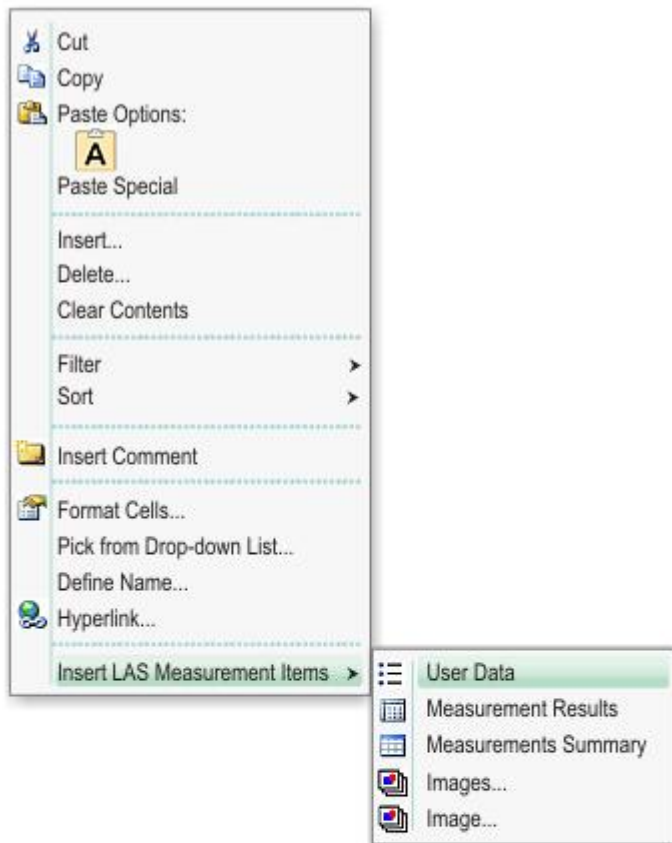 Cut
Copy
Paste Options:
A
Paste Special
Insert...
Delete...
Clear Contents
Filter
Sort
Insert Comment
Format Cells...
Pick from Drop-down List...
Define Name...
Hyperlink...
Insert LAS Measurement Items
User Data
Measurement Results
Measurements Summary
Images...
Image...